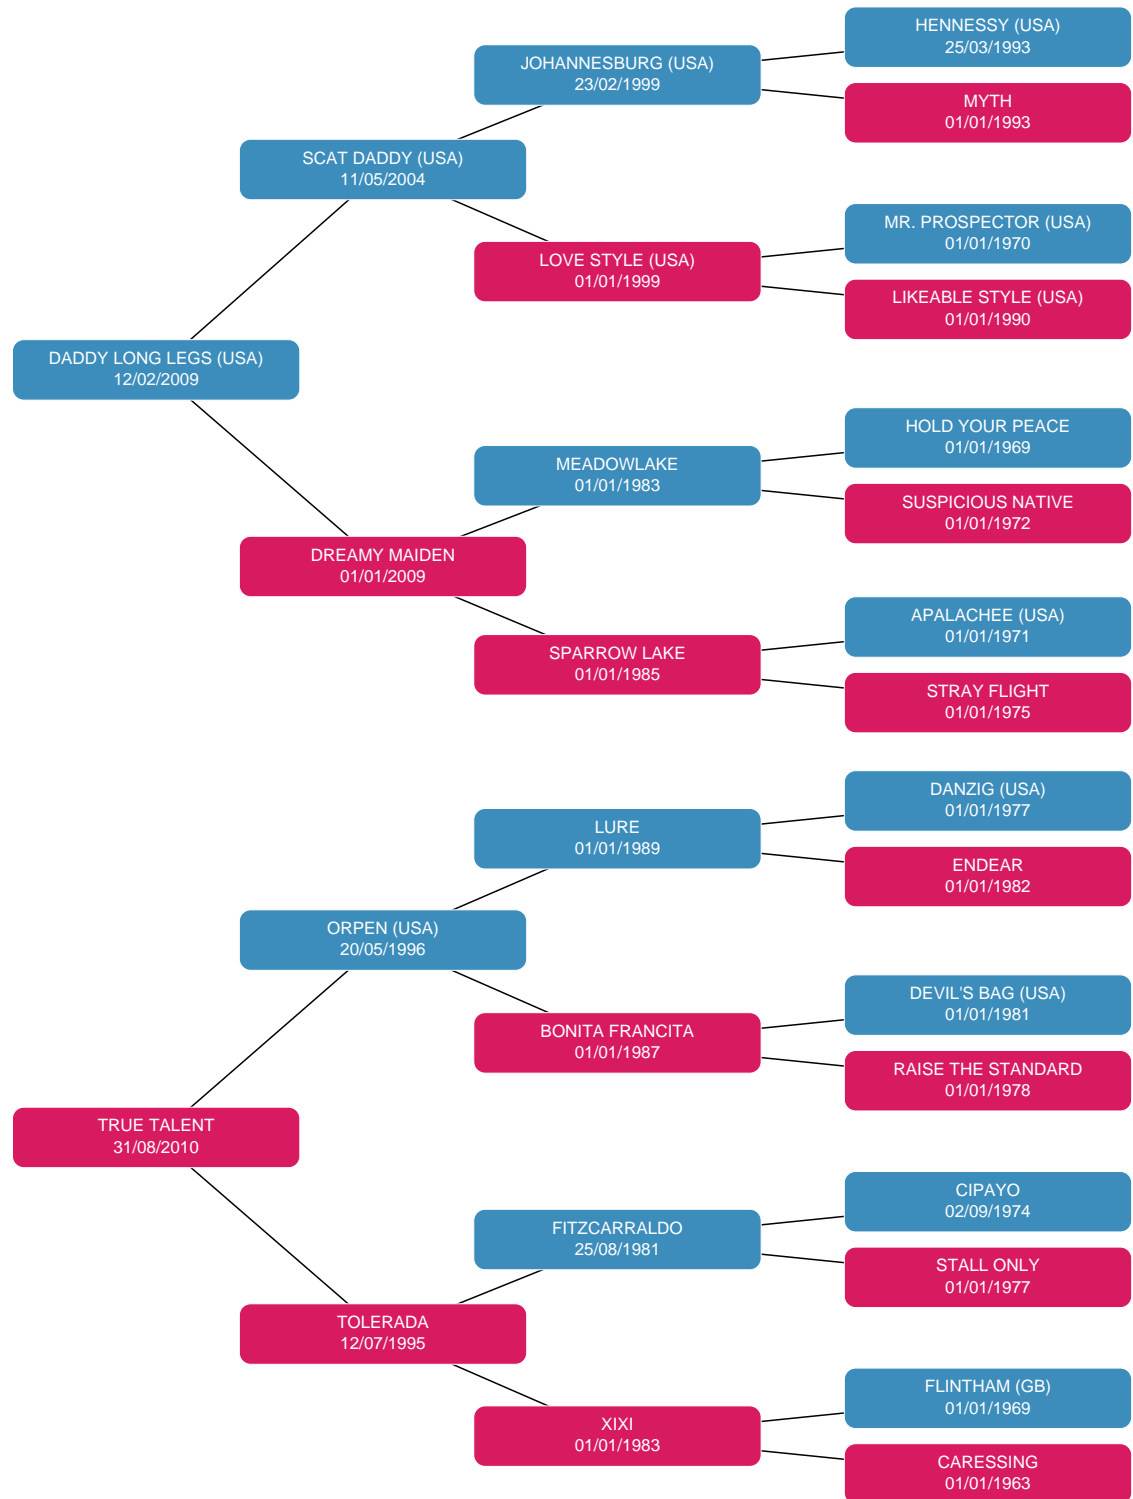 HENNESSY (USA)
25/03/1993
JOHANNESBURG (USA)
23/02/1999
MYTH
01/01/1993
SCAT DADDY (USA)
11/05/2004
MR. PROSPECTOR (USA)
01/01/1970
LOVE STYLE (USA)
01/01/1999
LIKEABLE STYLE (USA)
01/01/1990
DADDY LONG LEGS (USA)
12/02/2009
HOLD YOUR PEACE
01/01/1969
MEADOWLAKE
01/01/1983
SUSPICIOUS NATIVE
01/01/1972
DREAMY MAIDEN
01/01/2009
APALACHEE (USA)
01/01/1971
SPARROW LAKE
01/01/1985
STRAY FLIGHT
01/01/1975
DANZIG (USA)
01/01/1977
LURE
01/01/1989
ENDEAR
01/01/1982
ORPEN (USA)
20/05/1996
DEVIL'S BAG (USA)
01/01/1981
BONITA FRANCITA
01/01/1987
RAISE THE STANDARD
01/01/1978
TRUE TALENT
31/08/2010
CIPAYO
02/09/1974
FITZCARRALDO
25/08/1981
STALL ONLY
01/01/1977
TOLERADA
12/07/1995
FLINTHAM (GB)
01/01/1969
XIXI
01/01/1983
CARESSING
01/01/1963